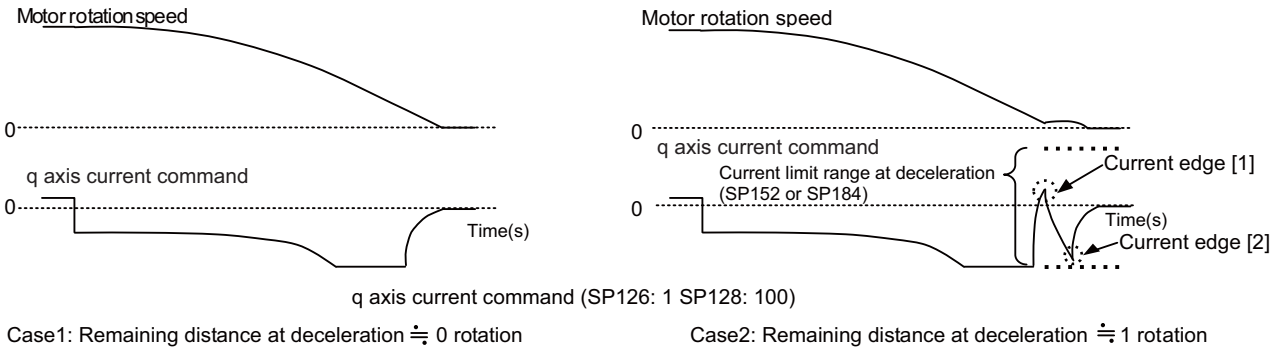 Motor rotation speed
0
q axis current command
0
Time(s)
Motor rotation speed
0
q axis current command
Current limit range at deceleration
(SP152 or SP184)
Current edge [1]
0
Time(s)
Current edge [2]
q axis current command (SP126: 1 SP128: 100)
Case1: Remaining distance at deceleration ≒ 0 rotation
Case2: Remaining distance at deceleration ≒ 1 rotation